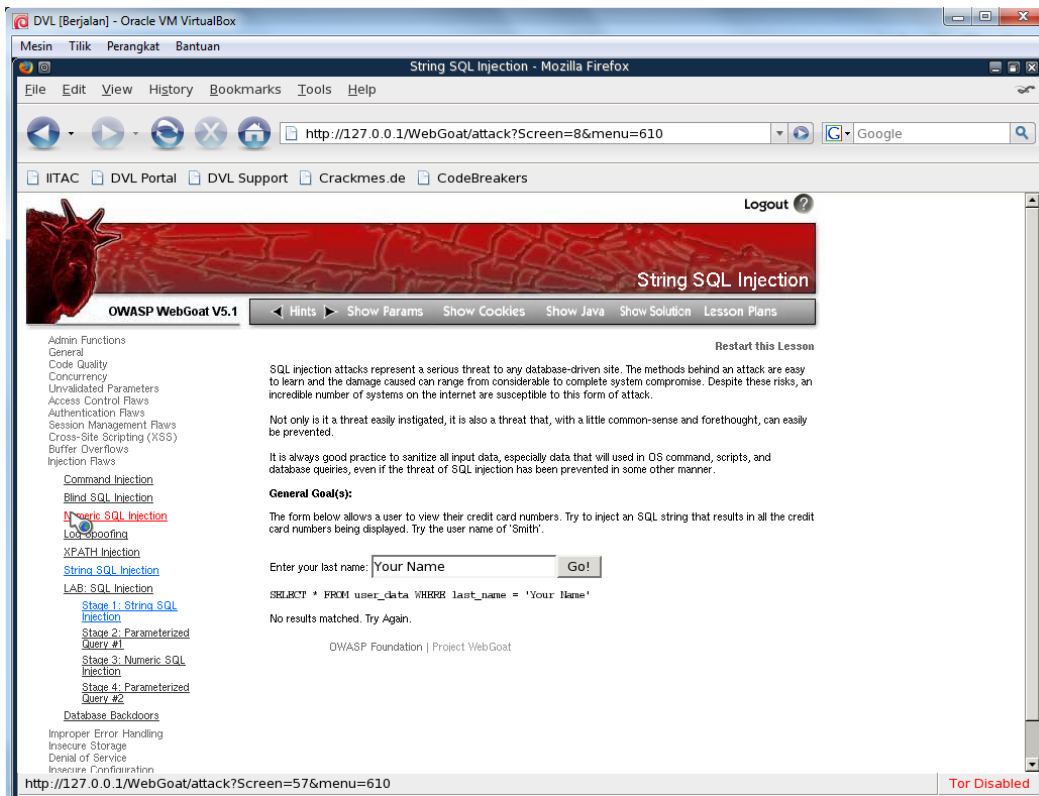 DVL [Berjalan] - Oracle VM VirtualBox
Mesin Tilik Perangkat Bantuan
String SQL Injection - Mozilla Firefox
File Edit View History Bookmarks Tools Help
http://127.0.0.1/WebGoat/attack?Screen=8&menu=610
G Google
IITAC DVL Portal DVL Support Crackmes.de CodeBreakers
Logout ?
String SQL Injection
OWASP WebGoat V5.1
Hints Show Params Show Cookies Show Java Show Solution Lesson Plans
Admin Functions
General
Code Quality
Concurrency
Unvalidated Parameters
Access Control Flaws
Authentication Flaws
Session Management Flaws
Cross-Site Scripting (XSS)
Buffer Overflows
Injection Flaws
Command Injection
Blind SQL Injection
Numeric SQL Injection
Log Spoofing
XPATH Injection
String SQL Injection
LAB: SQL Injection
Stage 1: String SQL
Injection
Stage 2: Parameterized
Query #1
Stage 3: Numeric SQL
Injection
Stage 4: Parameterized
Query #2
Database Backdoors
Improper Error Handling
Insecure Storage
Denial of Service
Insecure Configuration
Restart this Lesson
SQL injection attacks represent a serious threat to any database-driven site. The methods behind an attack are easy
to learn and the damage caused can range from considerable to complete system compromise. Despite these risks, an
incredible number of systems on the internet are susceptible to this form of attack.
Not only is it a threat easily instigated, it is also a threat that, with a little common-sense and forethought, can easily
be prevented.
It is always good practice to sanitize all input data, especially data that will used in OS command, scripts, and
database queiries, even if the threat of SQL injection has been prevented in some other manner.
General Goal(s):
The form below allows a user to view their credit card numbers. Try to inject an SQL string that results in all the credit
card numbers being displayed. Try the user name of 'Smith'.
Enter your last name: Your Name Go!
SELECT * FROM user_data WHERE last_name = 'Your Name'
No results matched. Try Again.
OWASP Foundation | Project WebGoat
http://127.0.0.1/WebGoat/attack?Screen=57&menu=610
Tor Disabled